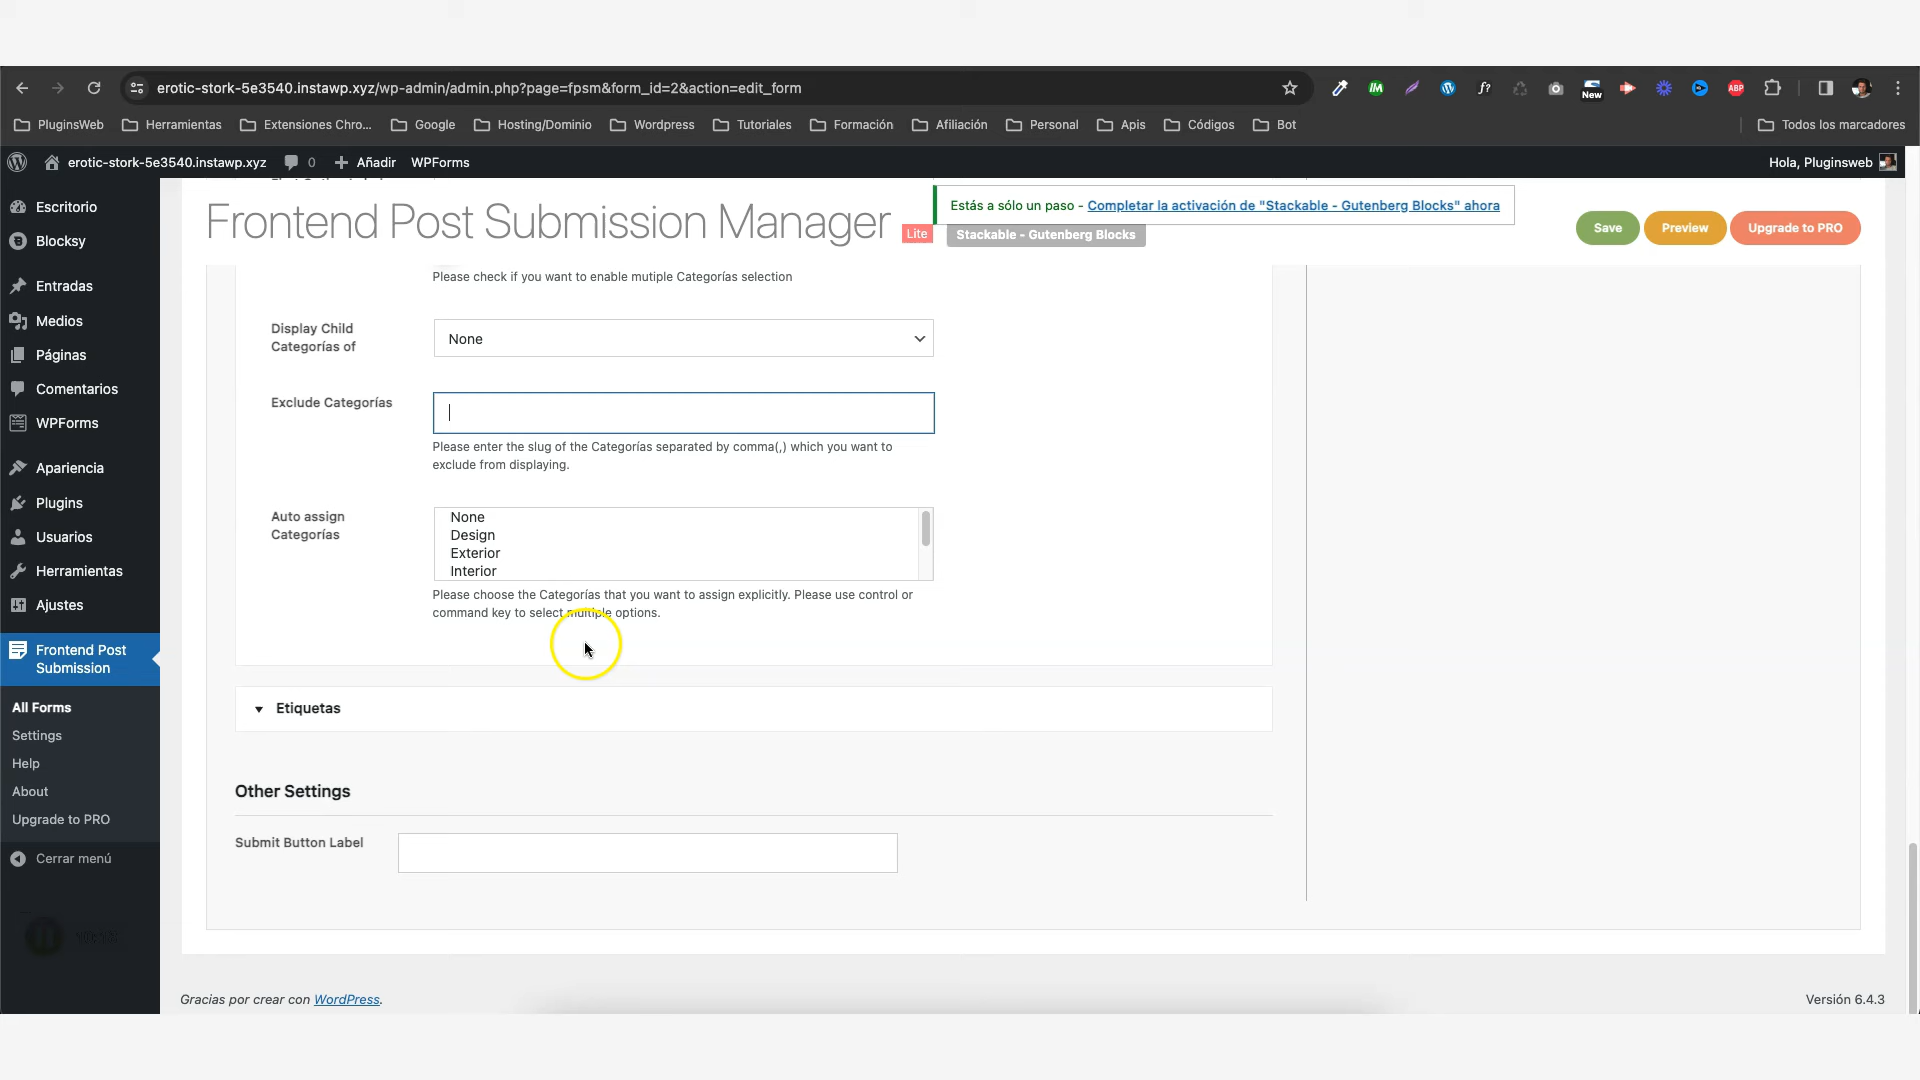 erotic-stork-5e3540.instawp.xyz/wp-admin/admin.php?page=fpsm&form_id=2&action=edit_form
New
ABP
PluginsWeb Herramientas Extensiones Chro... Google Hosting/Dominio Wordpress Tutoriales Formación Afiliación Personal Apis Códigos Bot Todos los marcadores
erotic-stork-5e3540.instawp.xyz 0 Añadir WPForms Hola, Pluginsweb
Escritorio
Blocksy
Entradas
Medios
Páginas
Comentarios
WPForms
Apariencia
Plugins
Usuarios
Herramientas
Ajustes
Frontend Post
Submission
All Forms
Settings
Help
About
Upgrade to PRO
Cerrar menú
Frontend Post Submission Manager Lite
Estás a sólo un paso - Completar la activación de "Stackable - Gutenberg Blocks" ahora
Stackable - Gutenberg Blocks
Save Preview Upgrade to PRO
Please check if you want to enable mutiple Categorías selection
Display Child
Categorías of
None
Exclude Categorías
Please enter the slug of the Categorías separated by comma(,) which you want to
exclude from displaying.
Auto assign
Categorías
None
Design
Exterior
Interior
Please choose the Categorías that you want to assign explicitly. Please use control or
command key to select multiple options.
Etiquetas
Other Settings
Submit Button Label
Gracias por crear con WordPress.
Versión 6.4.3